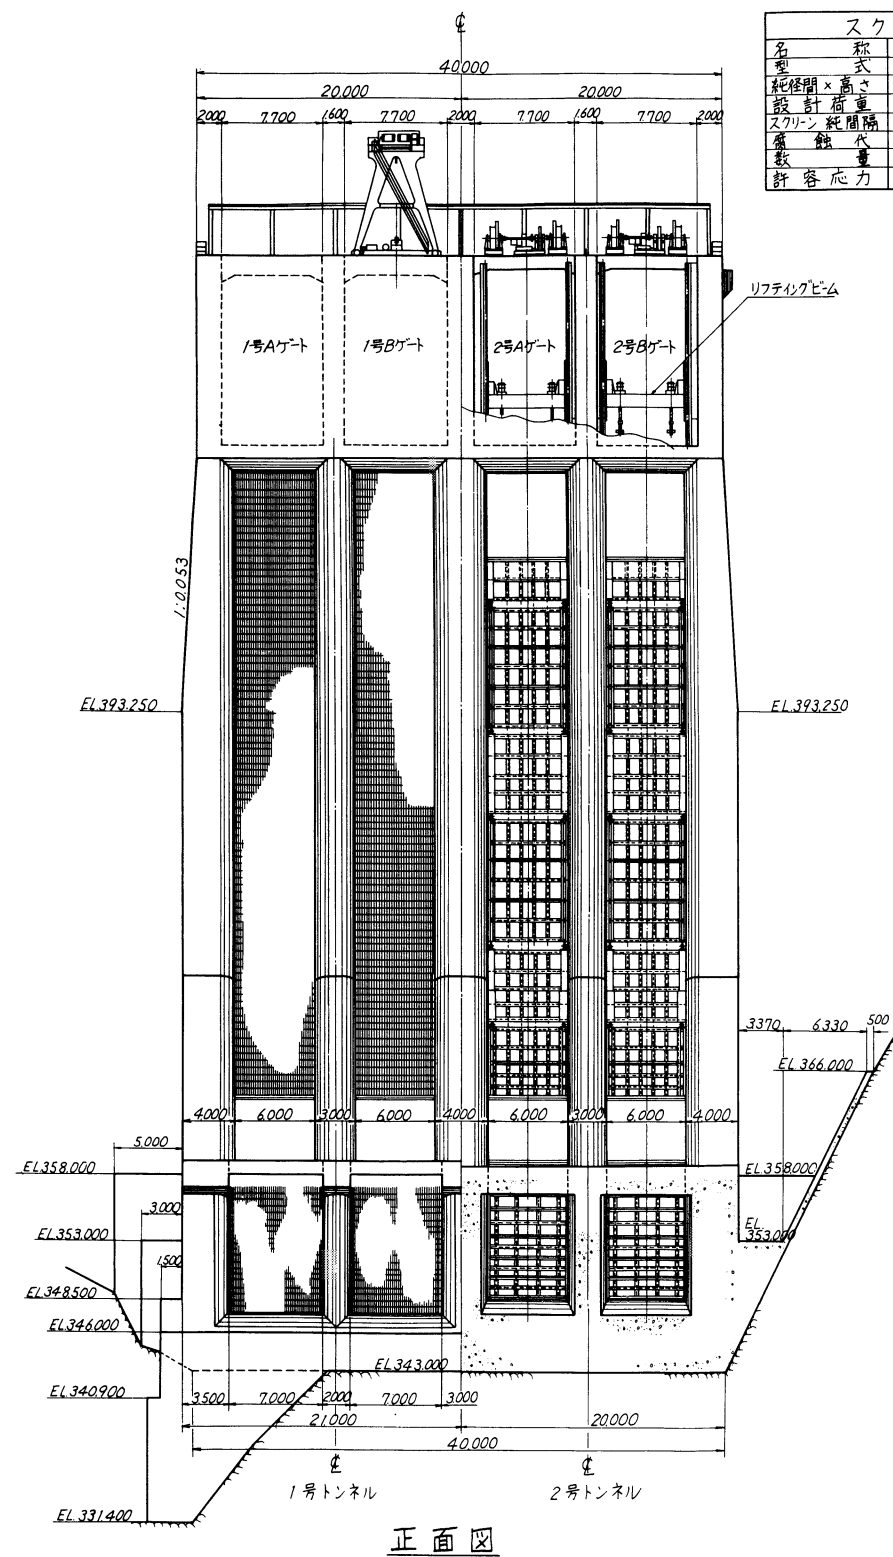 ℄
スク
名称
型式
純径間×高さ
設計荷重
スクリーン純間隔
腐蝕代
数量
許容応力
40,000
20,000 20,000
2,000 7,700 1,600 7,700 2,000 7,700 1,600 7,700 2,000
リフティングビーム
1号Aゲート 1号Bゲート 2号Aゲート 2号Bゲート
1:0.053
EL.393.250 EL.393.250
3,370 6,330 500
EL.366.000
4,000 6,000 3,000 6,000 4,000 6,000 3,000 6,000 4,000
5,000
EL.358.000 EL.358.000
3,000
EL.353.000 EL.353.000
1,500
EL.348.500
EL.346.000
EL.343.000
EL.340.900
3,500 7,000 2,000 7,000 3,000
21,000 20,000
40,000
℄ ℄
1号トンネル 2号トンネル
EL.331.400
正面図